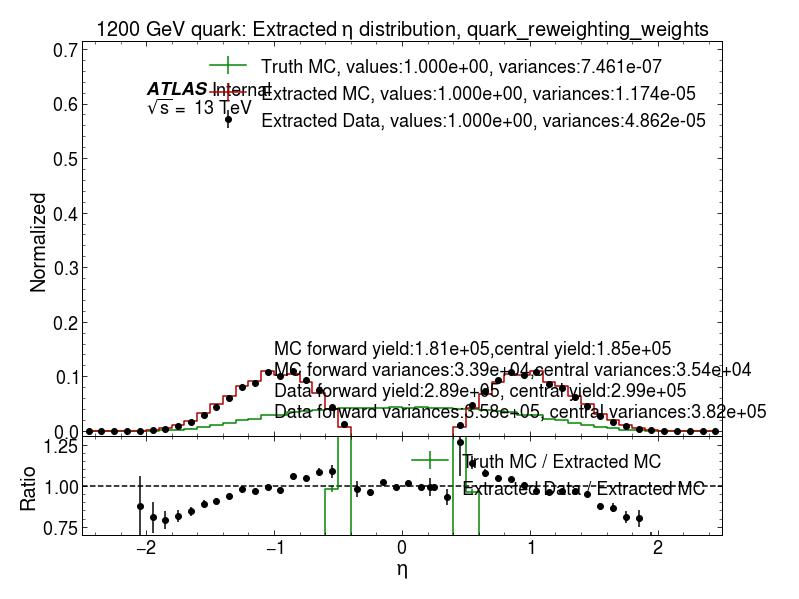 1200 GeV quark: Extracted η distribution, quark_reweighting_weights
Truth MC, values:1.000e+00, variances:7.461e-07
ATLAS Internal
Extracted MC, values:1.000e+00, variances:1.174e-05
√s = 13 TeV
Extracted Data, values:1.000e+00, variances:4.862e-05
Normalized
0.7
0.6
0.5
0.4
0.3
0.2
0.1
0.0
MC forward yield:1.81e+05,central yield:1.85e+05
MC forward variances:3.39e+04,central variances:3.54e+04
Data forward yield:2.89e+05, central yield:2.99e+05
Data forward variances:3.58e+05, central variances:3.82e+05
Ratio
1.25
1.00
0.75
Truth MC / Extracted MC
Extracted Data / Extracted MC
−2 −1 0 1 2
η